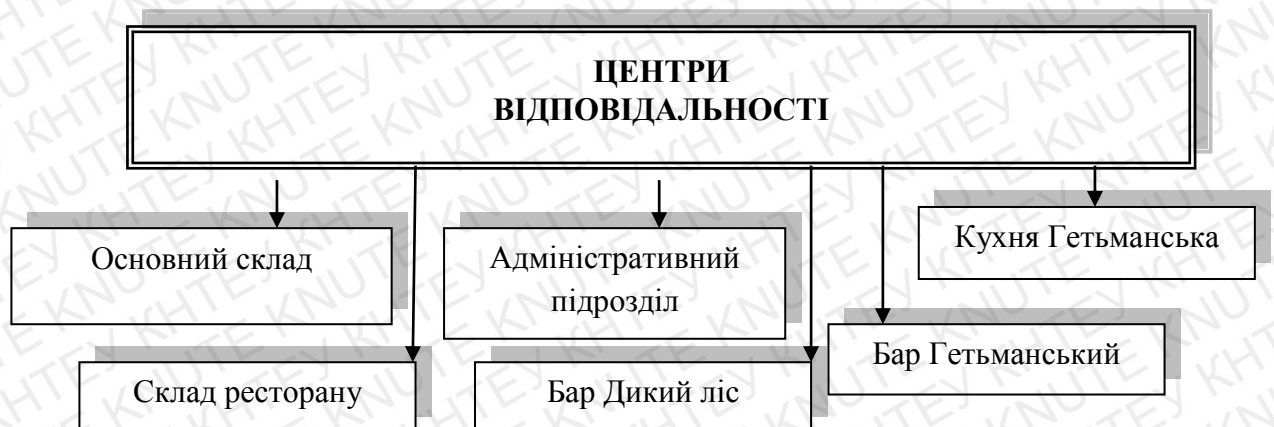 ЦЕНТРИ
ВІДПОВІДАЛЬНОСТІ
Основний склад
Адміністративний
підрозділ
Кухня Гетьманська
Склад ресторану
Бар Дикий ліс
Бар Гетьманський